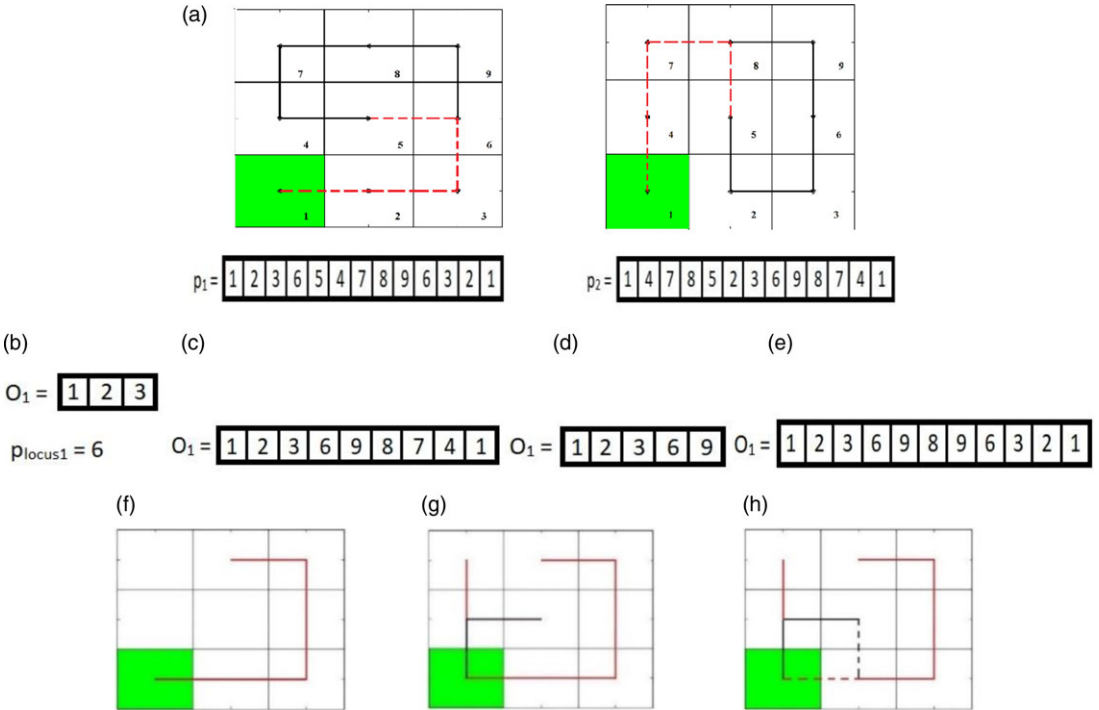 (a)
7 8 9
4 5 6
1 2 3
7 8 9
4 5 6
1 2 3
p1 = 1 2 3 6 5 4 7 8 9 6 3 2 1
p2 = 1 4 7 8 5 2 3 6 9 8 7 4 1
(b) (c) (d) (e)
O1 = 1 2 3
plocus1 = 6
O1 = 1 2 3 6 9 8 7 4 1
O1 = 1 2 3 6 9
O1 = 1 2 3 6 9 8 9 6 3 2 1
(f) (g) (h)